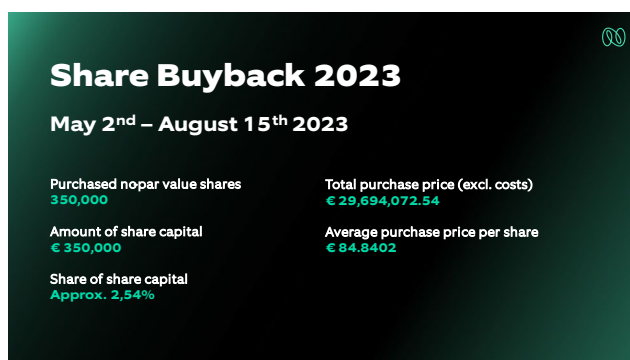 Share Buyback 2023
May 2nd – August 15th 2023
Purchased no-par value shares
350,000
Amount of share capital
€ 350,000
Share of share capital
Approx. 2,54%
Total purchase price (excl. costs)
€ 29,694,072.54
Average purchase price per share
€ 84.8402